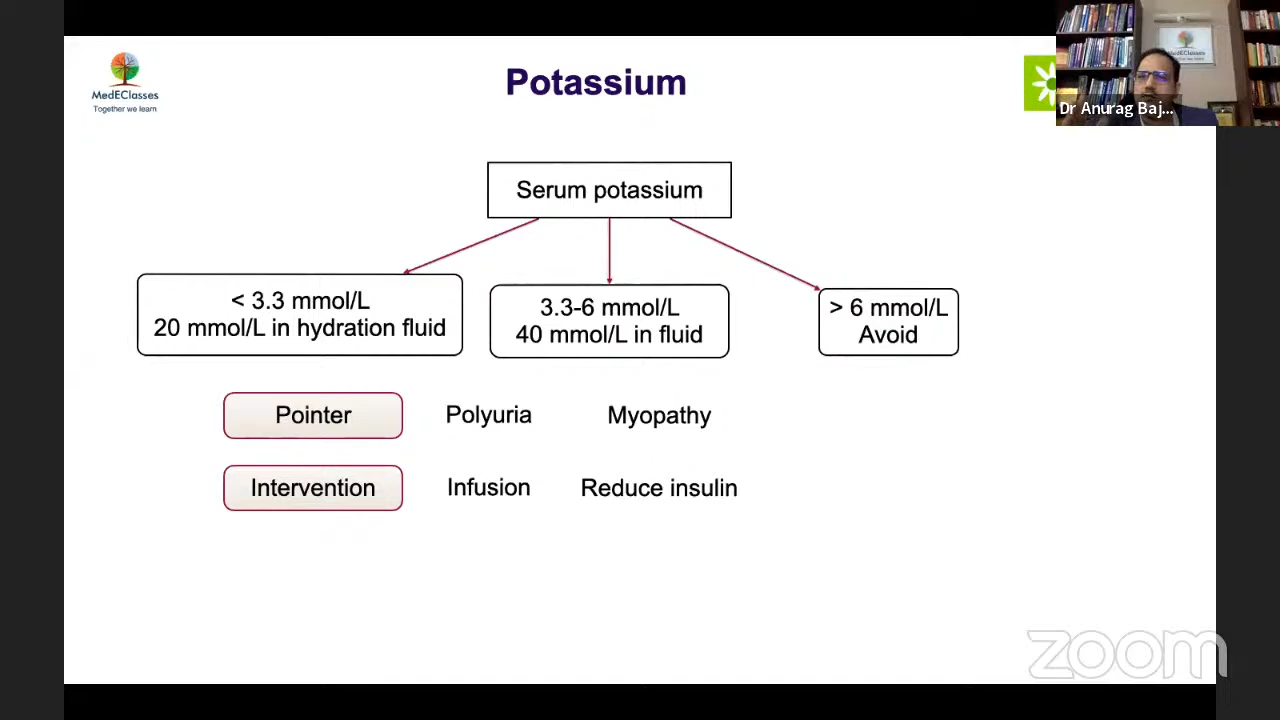 MedEClasses
Together we learn
Potassium
MedEClasses
Dr Anurag Baj...
Serum potassium
< 3.3 mmol/L
20 mmol/L in hydration fluid
3.3-6 mmol/L
40 mmol/L in fluid
> 6 mmol/L
Avoid
Pointer
Polyuria
Myopathy
Intervention
Infusion
Reduce insulin
zoom